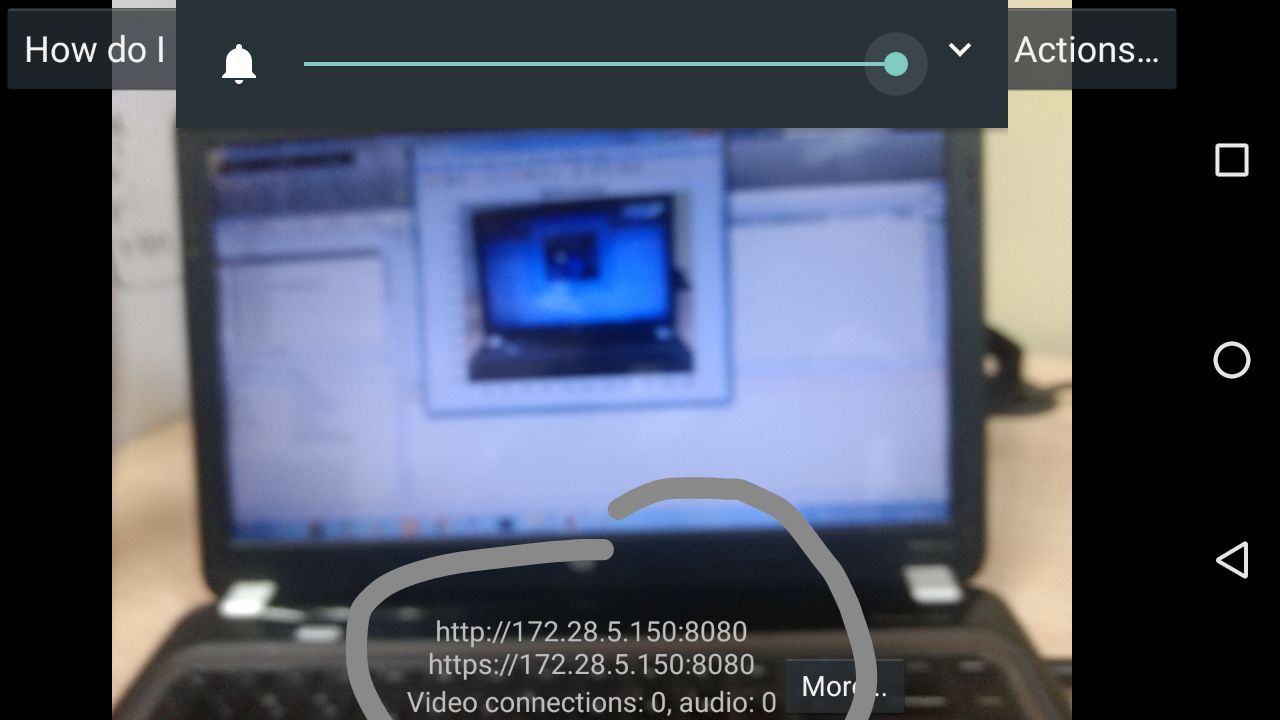 How do I
Actions...
http://172.28.5.150:8080
https://172.28.5.150:8080
Video connections: 0, audio: 0
More...